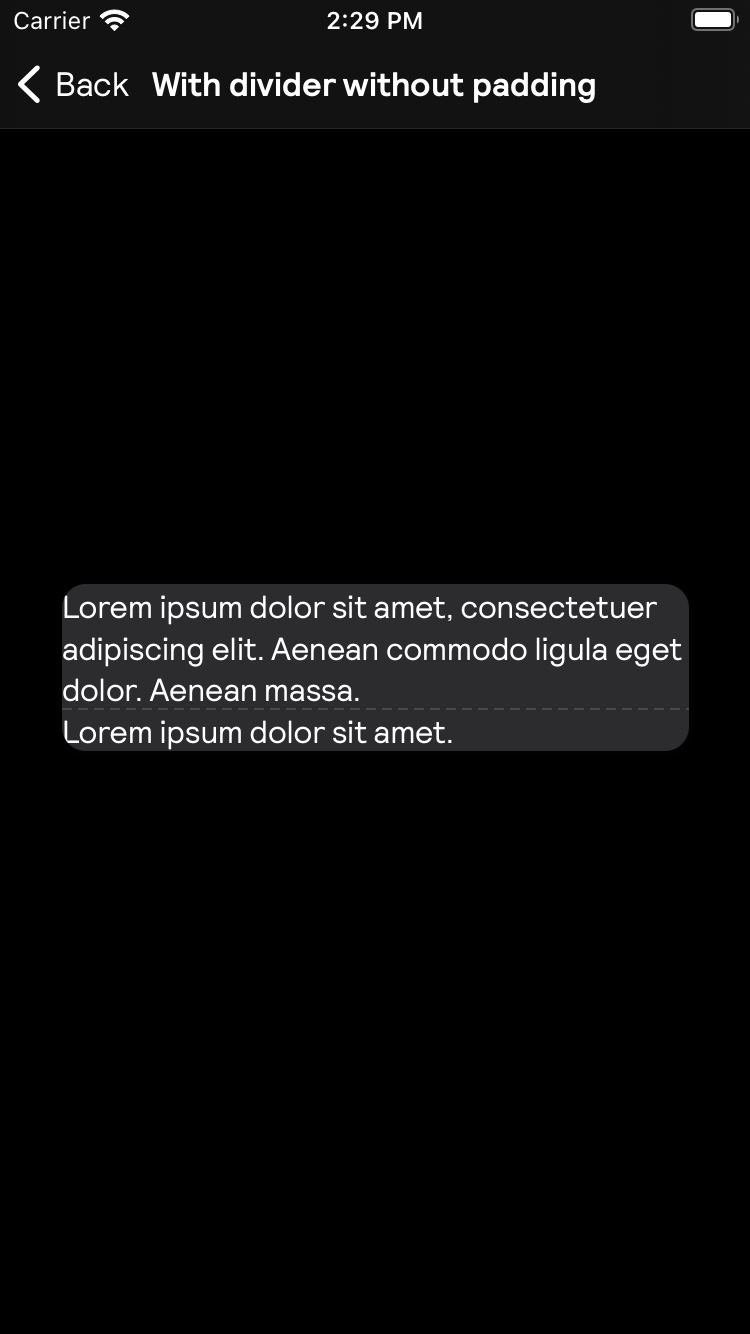 Carrier 2:29 PM
Back With divider without padding
Lorem ipsum dolor sit amet, consectetuer
adipiscing elit. Aenean commodo ligula eget
dolor. Aenean massa.
Lorem ipsum dolor sit amet.